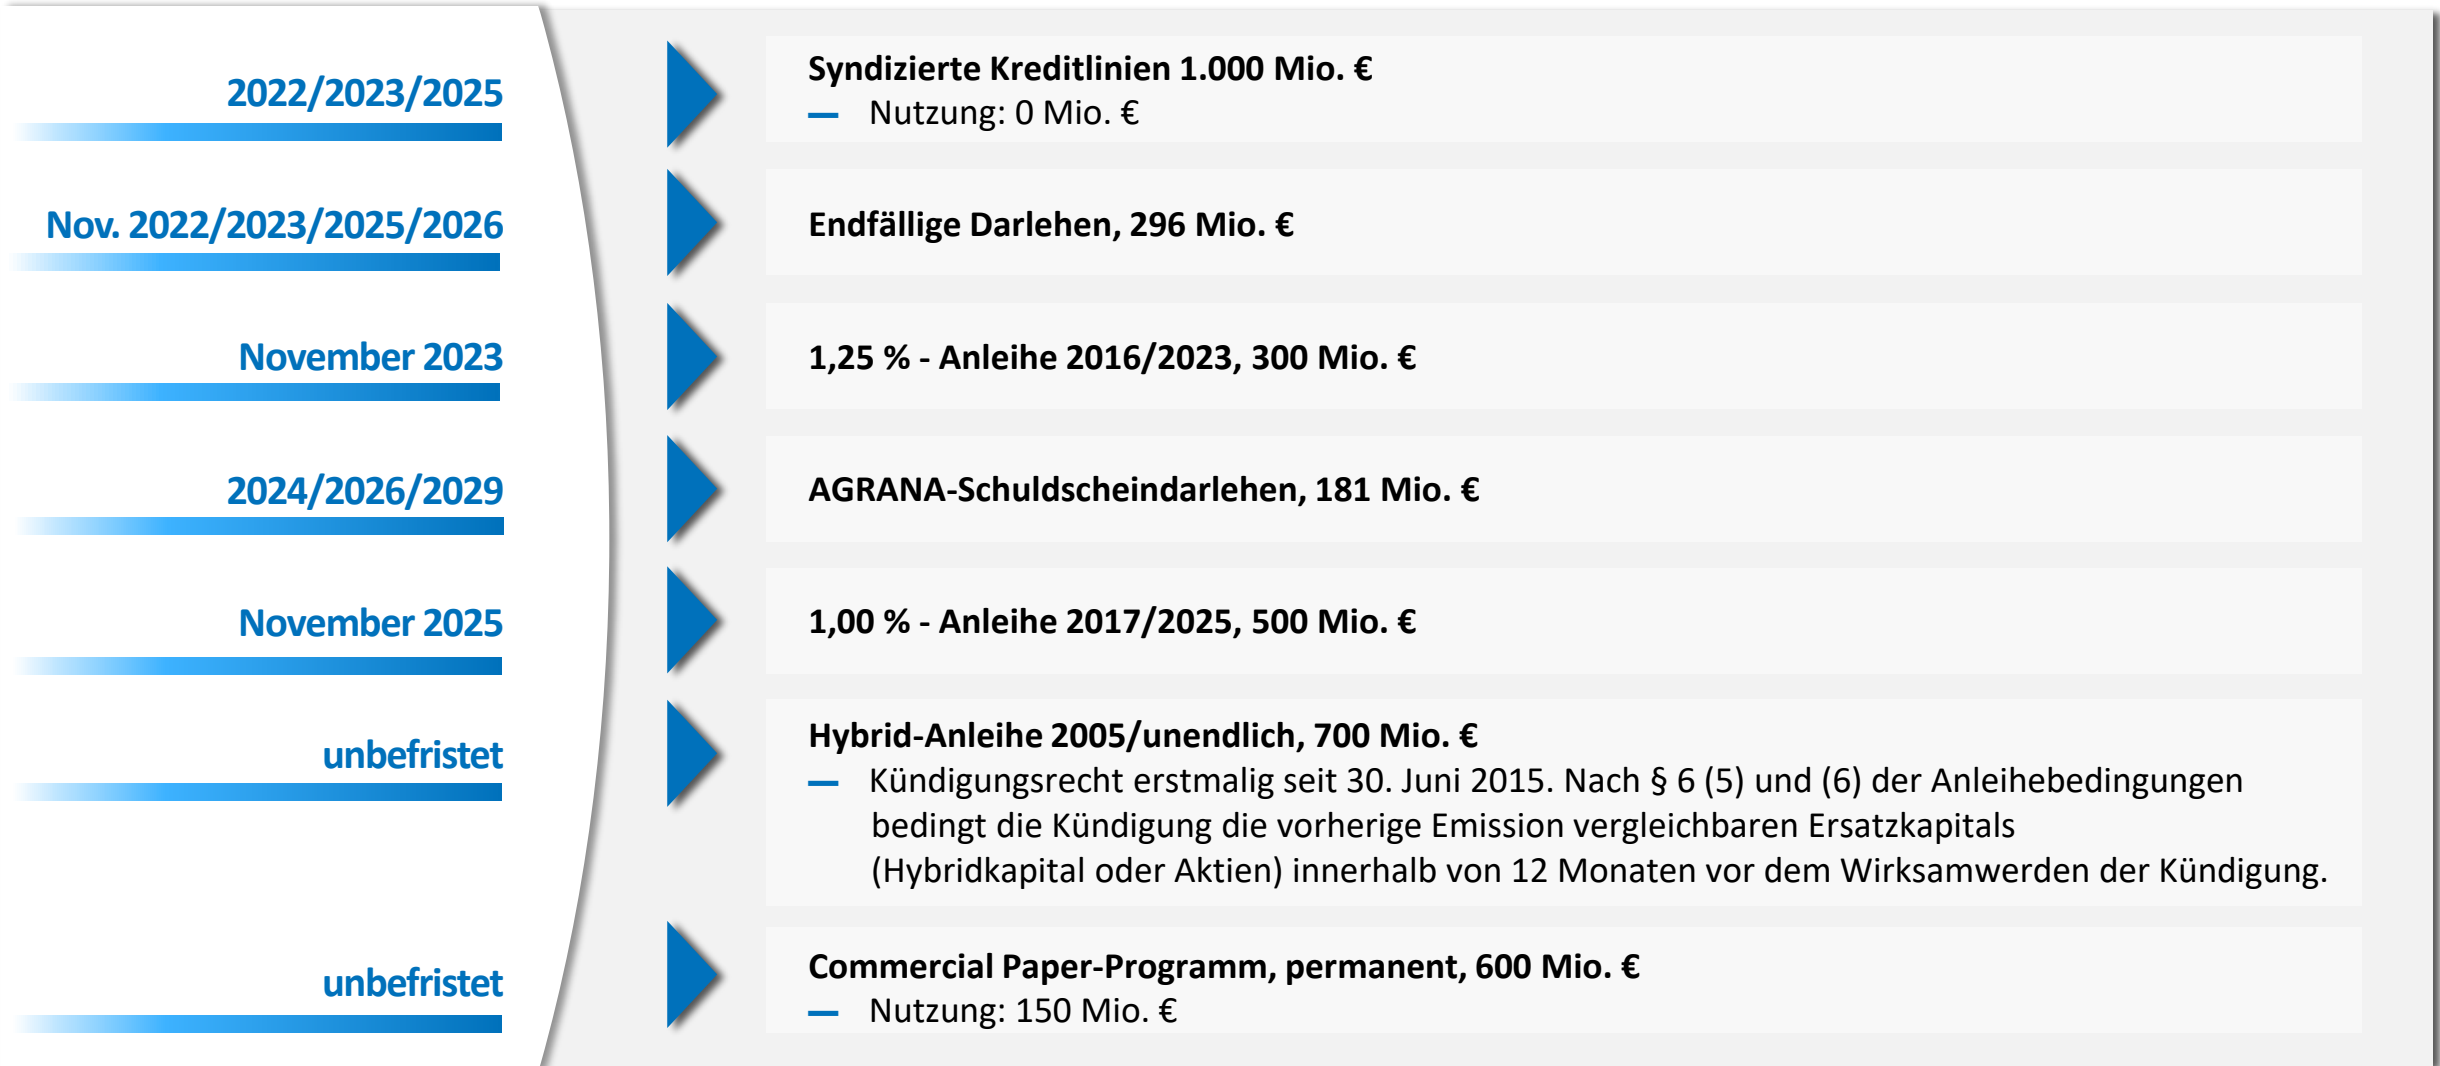 2022/2023/2025
Syndizierte Kreditlinien 1.000 Mio. €
— Nutzung: 0 Mio. €
Nov. 2022/2023/2025/2026
Endfällige Darlehen, 296 Mio. €
November 2023
1,25 % - Anleihe 2016/2023, 300 Mio. €
2024/2026/2029
AGRANA-Schuldscheindarlehen, 181 Mio. €
November 2025
1,00 % - Anleihe 2017/2025, 500 Mio. €
unbefristet
Hybrid-Anleihe 2005/unendlich, 700 Mio. €
— Kündigungsrecht erstmalig seit 30. Juni 2015. Nach § 6 (5) und (6) der Anleihebedingungen
bedingt die Kündigung die vorherige Emission vergleichbaren Ersatzkapitals
(Hybridkapital oder Aktien) innerhalb von 12 Monaten vor dem Wirksamwerden der Kündigung.
unbefristet
Commercial Paper-Programm, permanent, 600 Mio. €
— Nutzung: 150 Mio. €